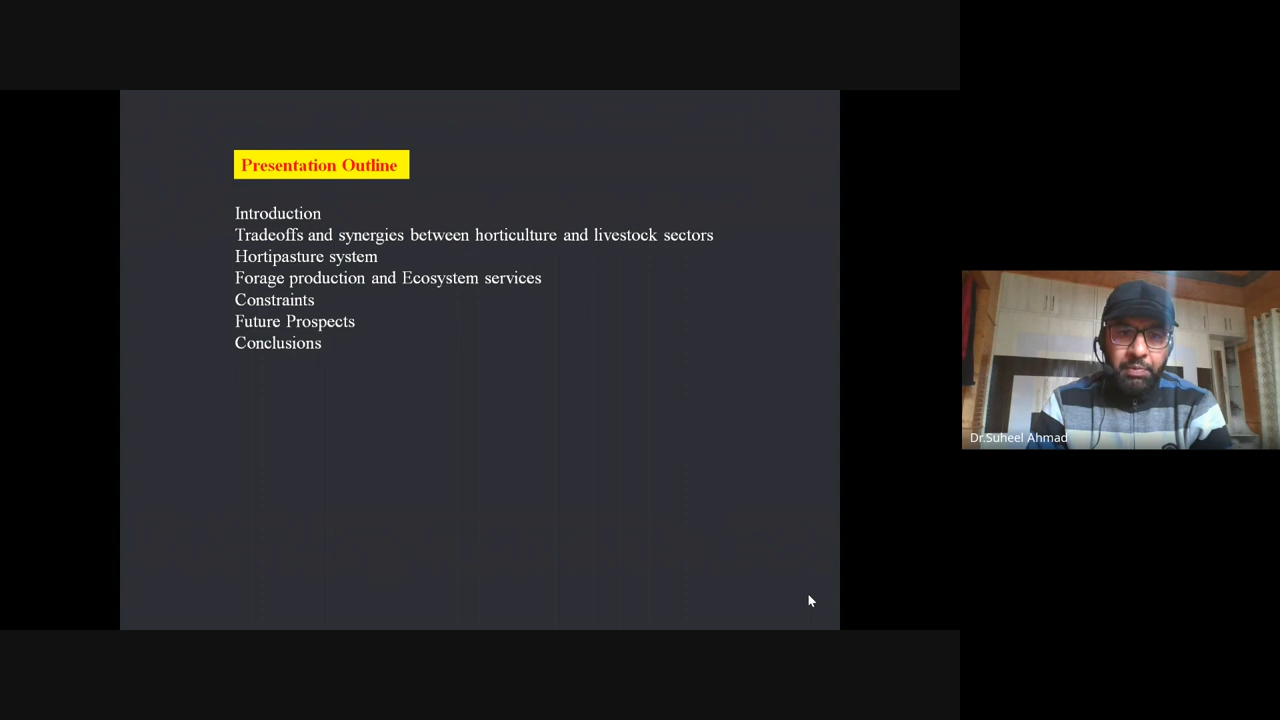 Presentation Outline
Introduction
Tradeoffs and synergies between horticulture and livestock sectors
Hortipasture system
Forage production and Ecosystem services
Constraints
Future Prospects
Conclusions
Dr.Suheel Ahmad